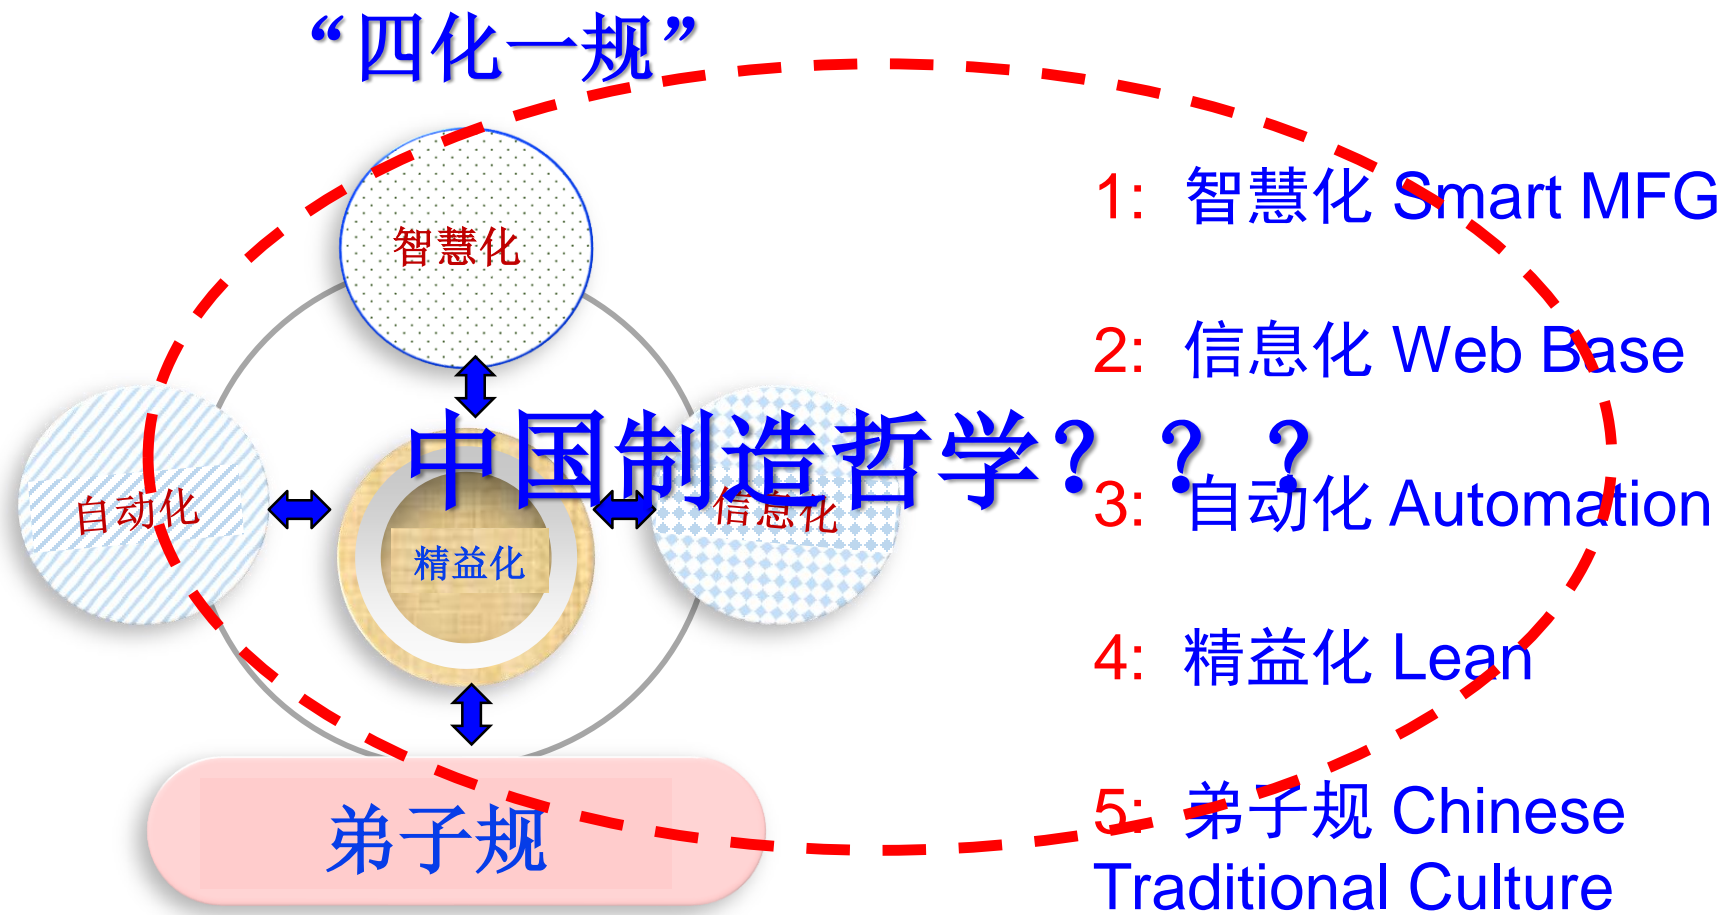 “四化一规”
智慧化
自动化
精益化
信息化
弟子规
中国制造哲学？？？
1: 智慧化 Smart MFG
2: 信息化 Web Base
3: 自动化 Automation
4: 精益化 Lean
5: 弟子规 Chinese
Traditional Culture